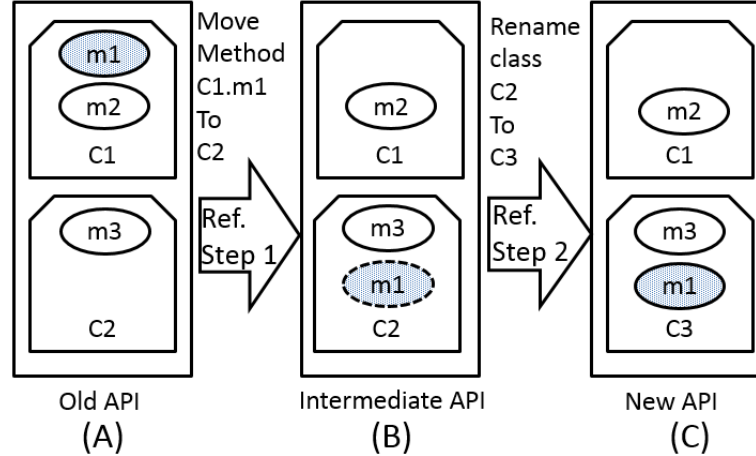 m1
m2
C1
m3
C2
Old API
(A)
Move
Method
C1.m1
To
C2
Ref.
Step 1
m2
C1
m3
m1
C2
Intermediate API
(B)
Rename
class
C2
To
C3
Ref.
Step 2
m2
C1
m3
m1
C3
New API
(C)